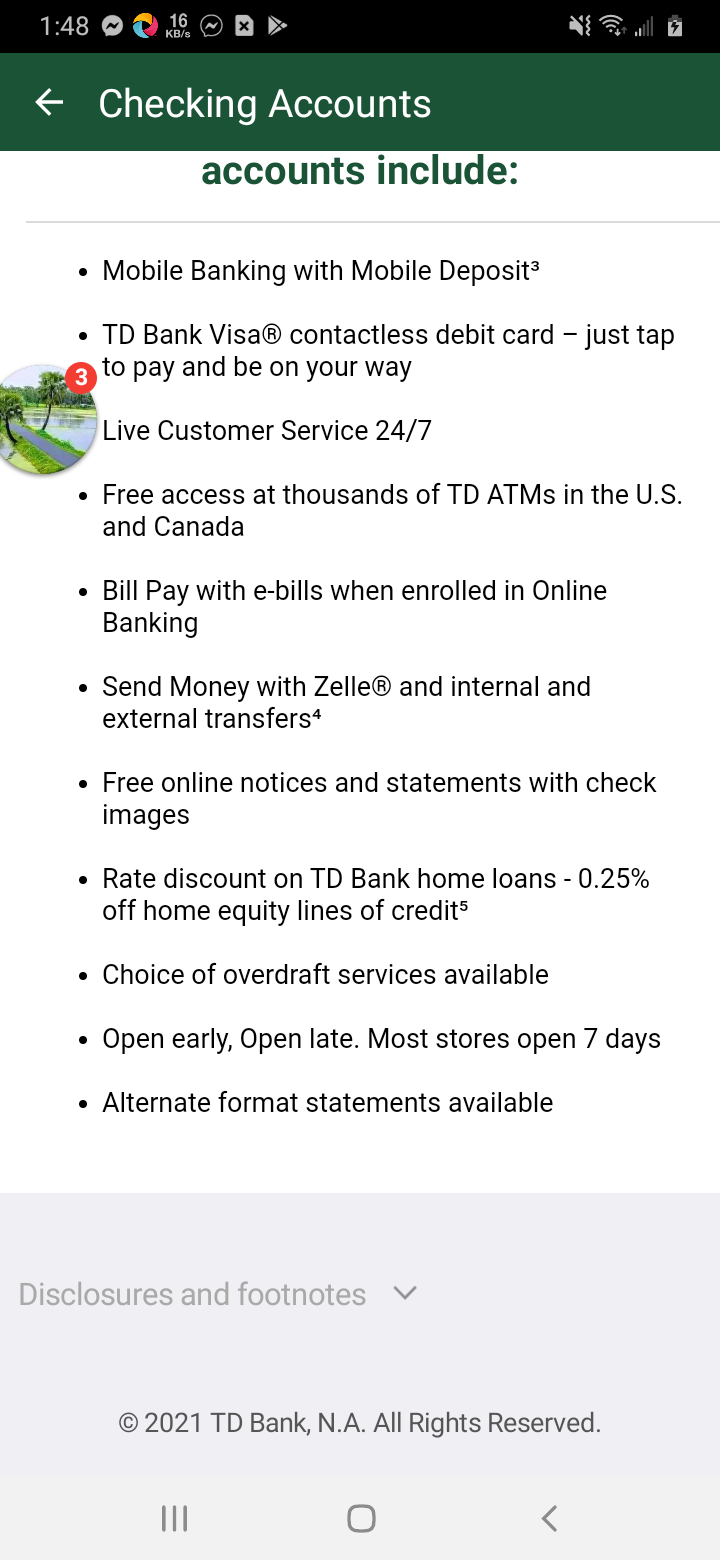 1:48 16 KB/s
Checking Accounts
accounts include:
• Mobile Banking with Mobile Deposit³
• TD Bank Visa® contactless debit card – just tap
to pay and be on your way
3
Live Customer Service 24/7
• Free access at thousands of TD ATMs in the U.S.
and Canada
• Bill Pay with e-bills when enrolled in Online
Banking
• Send Money with Zelle® and internal and
external transfers⁴
• Free online notices and statements with check
images
• Rate discount on TD Bank home loans - 0.25%
off home equity lines of credit⁵
• Choice of overdraft services available
• Open early, Open late. Most stores open 7 days
• Alternate format statements available
Disclosures and footnotes
© 2021 TD Bank, N.A. All Rights Reserved.